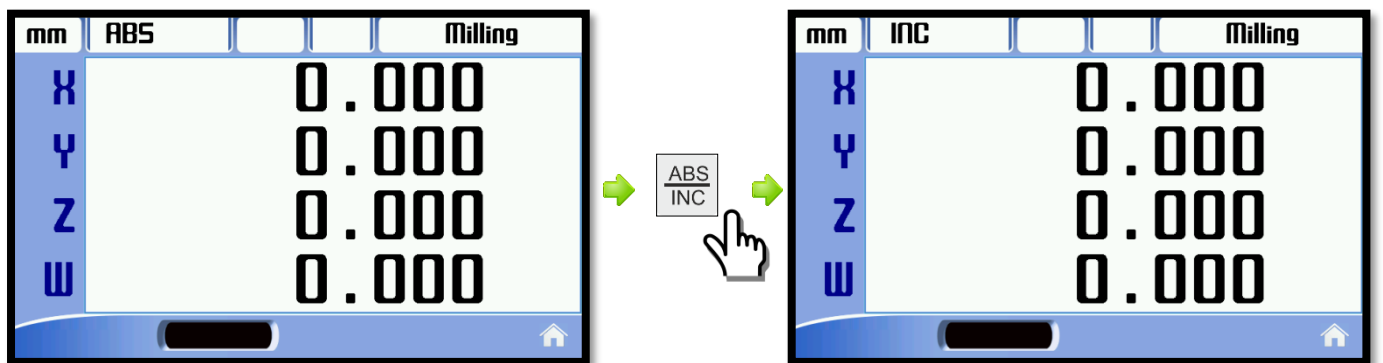 mm ABS Milling
X 0.000
Y 0.000
Z 0.000
W 0.000
ABS
INC
mm INC Milling
X 0.000
Y 0.000
Z 0.000
W 0.000